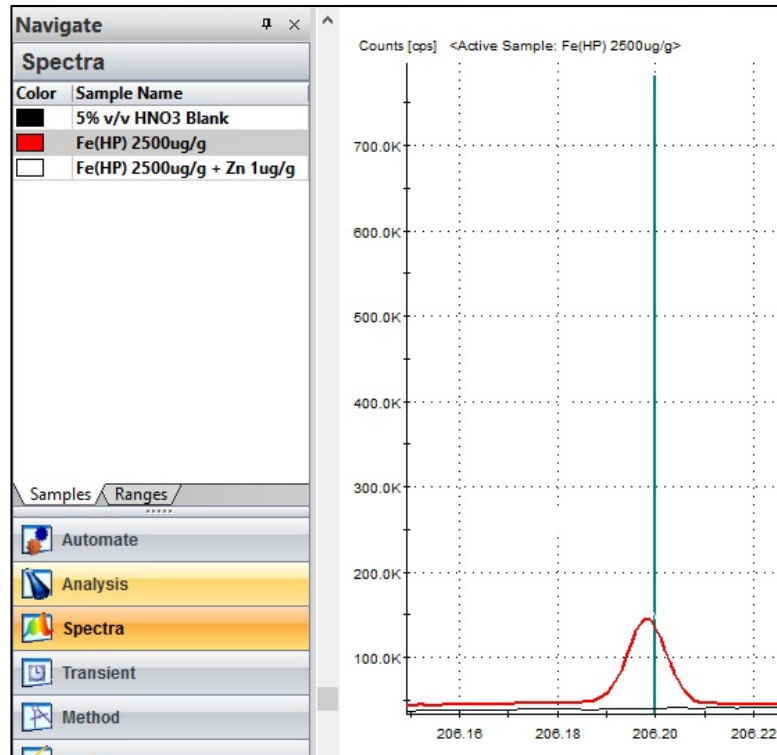 Navigate
Spectra
Color Sample Name
5% v/v HNO3 Blank
Fe(HP) 2500ug/g
Fe(HP) 2500ug/g + Zn 1ug/g
Samples Ranges
Automate
Analysis
Spectra
Transient
Method
Counts [cps] <Active Sample: Fe(HP) 2500ug/g>
700.0K
600.0K
500.0K
400.0K
300.0K
200.0K
100.0K
206.16 206.18 206.20 206.22